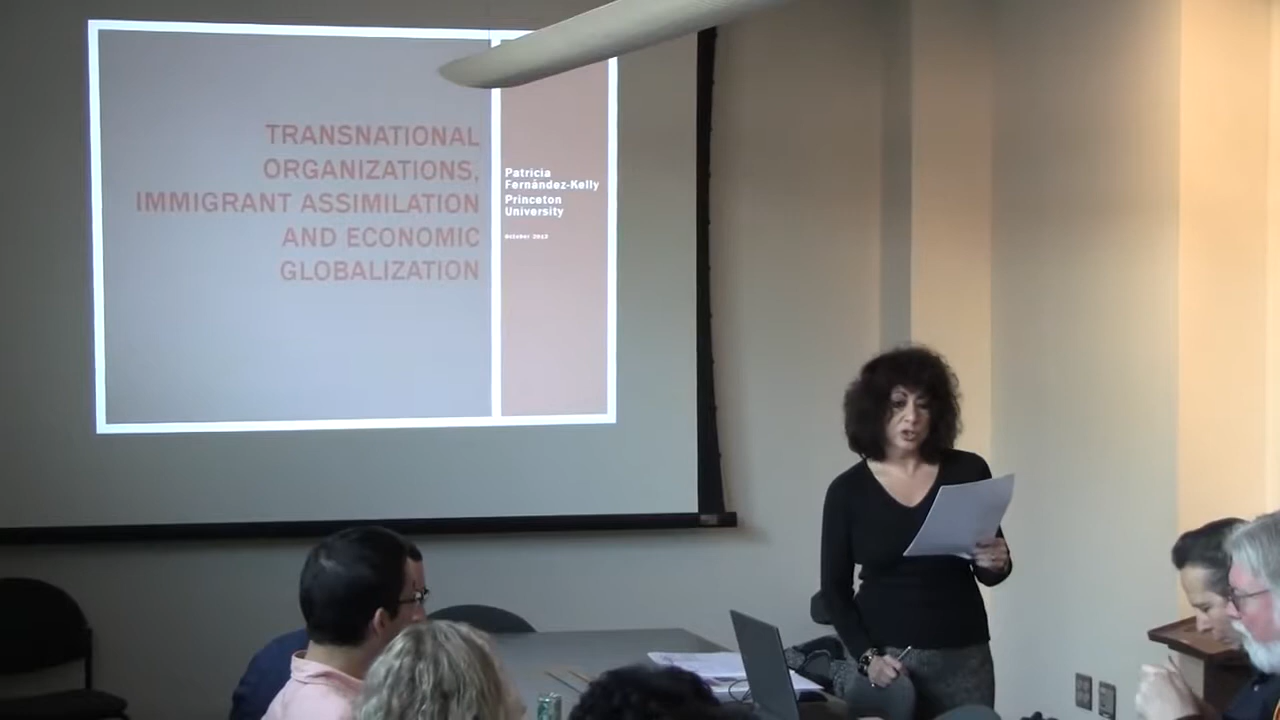 TRANSNATIONAL
ORGANIZATIONS,
IMMIGRANT ASSIMILATION
AND ECONOMIC
GLOBALIZATION
Patricia
Fernández-Kelly
Princeton
University